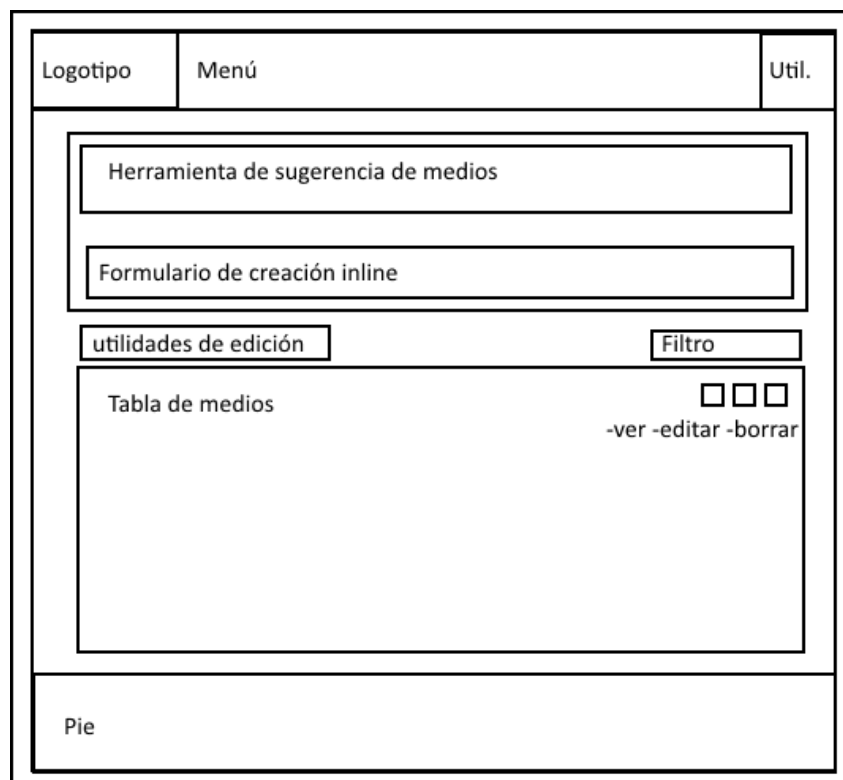 Logotipo
Menú
Util.
Herramienta de sugerencia de medios
Formulario de creación inline
utilidades de edición
Filtro
Tabla de medios
-ver -editar -borrar
Pie